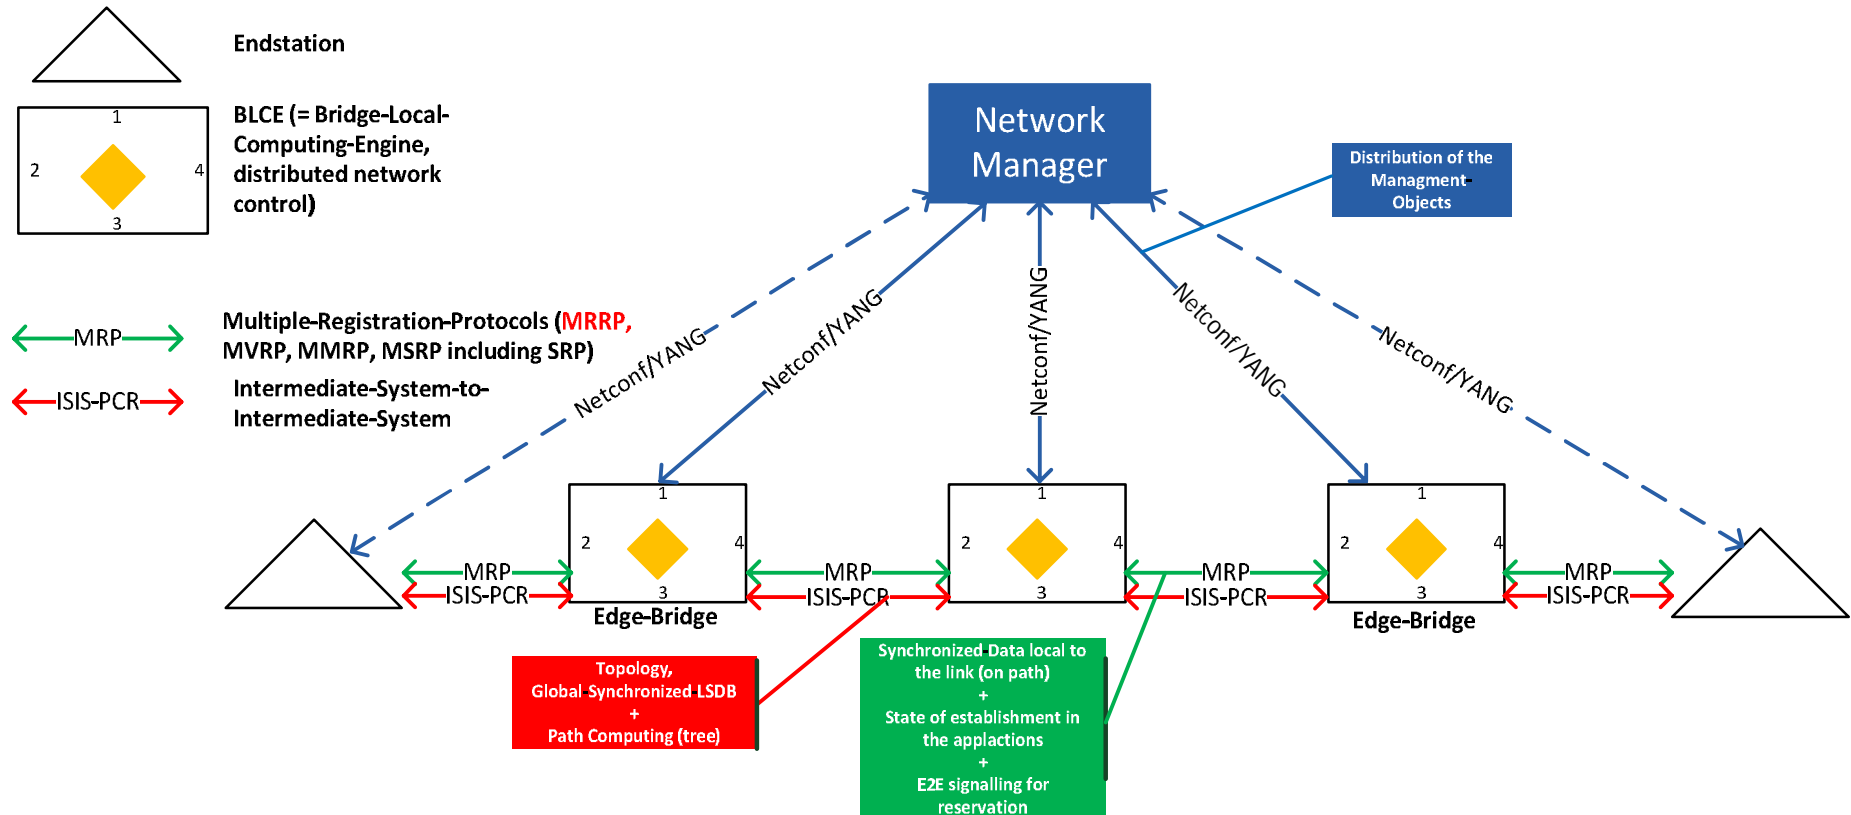 Endstation
BLCE (= Bridge-Local-
Computing-Engine,
distributed network
control)
1
2
4
3
MRP
Multiple-Registration-Protocols (MRRP,
MVRP, MMRP, MSRP including SRP)
ISIS-PCR
Intermediate-System-to-
Intermediate-System
Network
Manager
Distribution of the
Managment-
Objects
Netconf/YANG
Netconf/YANG
Netconf/YANG
Netconf/YANG
Netconf/YANG
1
2
4
3
Edge-Bridge
1
2
4
3
1
2
4
3
Edge-Bridge
MRP
ISIS-PCR
MRP
ISIS-PCR
MRP
ISIS-PCR
MRP
ISIS-PCR
Topology,
Global-Synchronized-LSDB
+
Path Computing (tree)
Synchronized-Data local to
the link (on path)
+
State of establishment in
the applactions
+
E2E signalling for
reservation